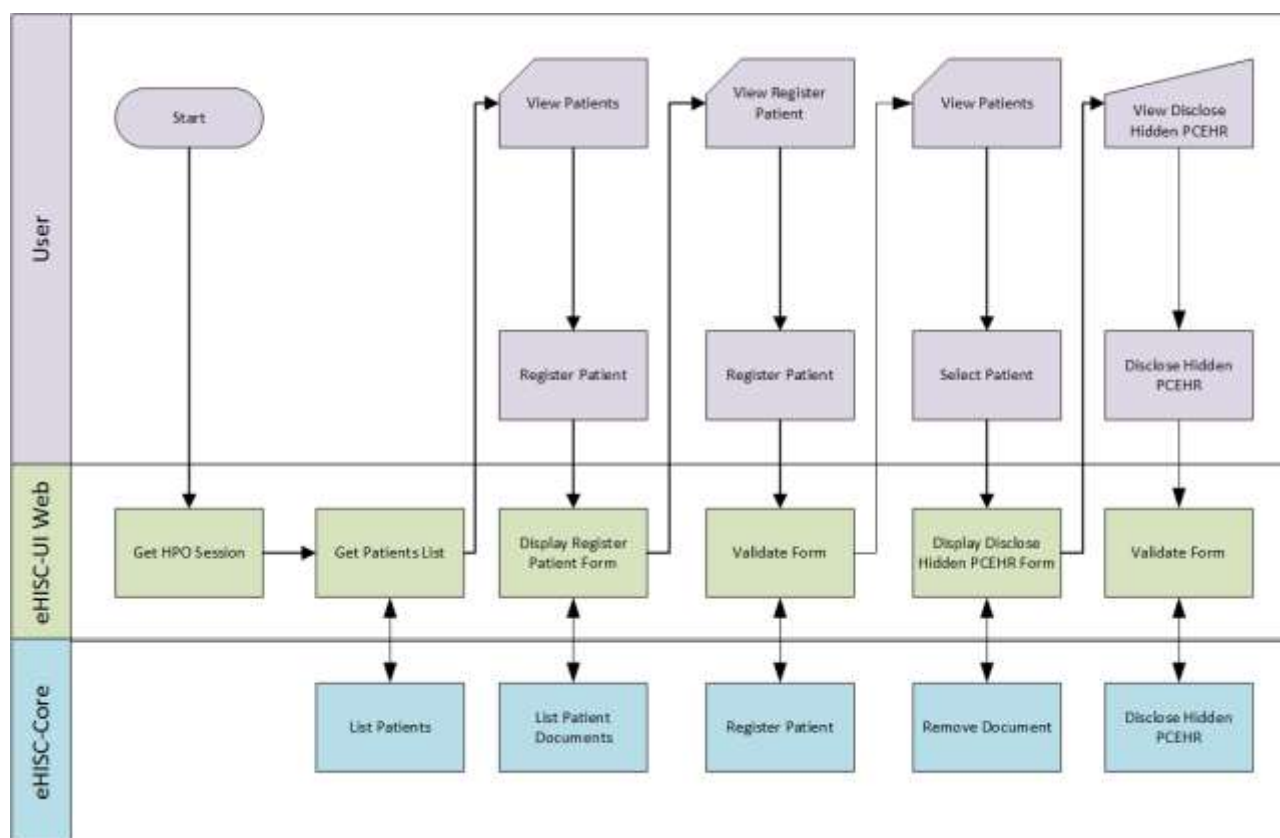 User
Start
View Patients
View Register
Patient
View Patients
View Disclose
Hidden PCEHR
Register Patient
Register Patient
Select Patient
Disclose Hidden
PCEHR
eHISC-UI Web
Get HPO Session
Get Patients List
Display Register
Patient Form
Validate Form
Display Disclose
Hidden PCEHR Form
Validate Form
eHISC-Core
List Patients
List Patient
Documents
Register Patient
Remove Document
Disclose Hidden
PCEHR